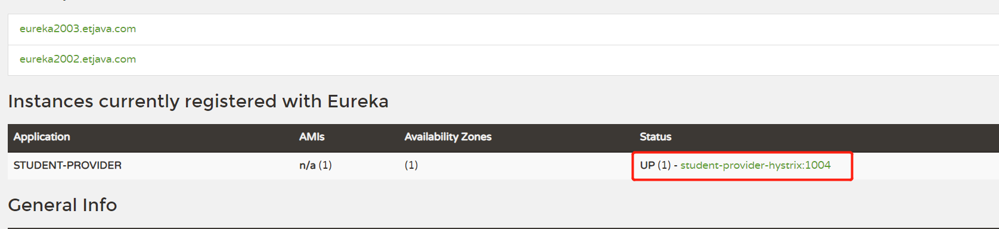 eureka2003.etjava.com
eureka2002.etjava.com
Instances currently registered with Eureka
Application AMIs Availability Zones Status
STUDENT-PROVIDER n/a (1) (1) UP (1) - student-provider-hystrix:1004
General Info